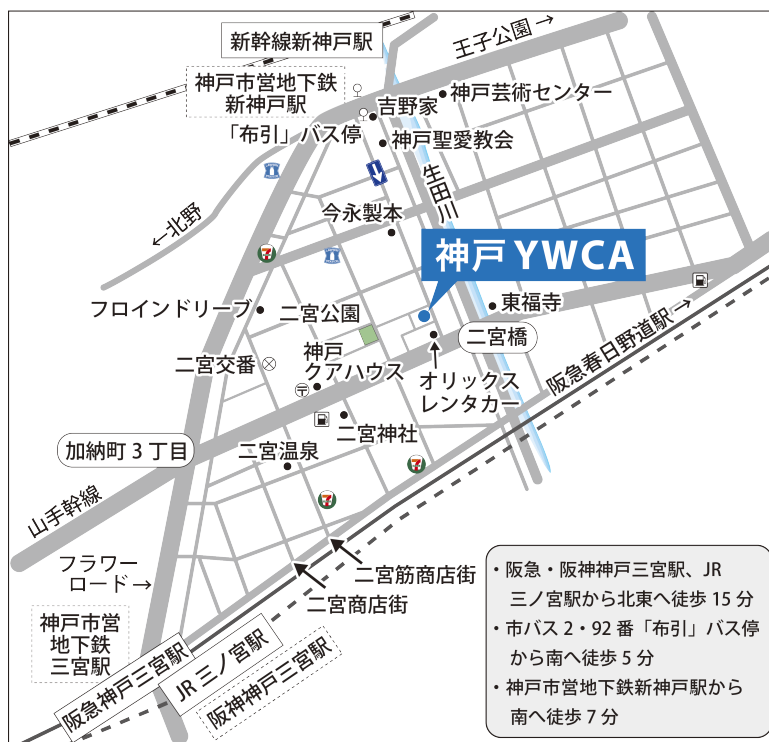 新幹線新神戸駅
王子公園→
神戸市営地下鉄
新神戸駅
神戸芸術センター
吉野家
「布引」バス停
神戸聖愛教会
生田川
←北野
今永製本
7
神戸 YWCA
フロインドリーブ
二宮公園
東福寺
二宮橋
阪急春日野道駅→
二宮交番
神戸
クアハウス
オリックス
レンタカー
二宮神社
加納町 3 丁目
二宮温泉
7
7
山手幹線
フラワー
ロード→
二宮筋商店街
二宮商店街
神戸市営
地下鉄
三宮駅
阪急神戸三宮駅
JR 三ノ宮駅
阪神神戸三宮駅
・阪急・阪神神戸三宮駅、JR
三ノ宮駅から北東へ徒歩 15 分
・市バス 2・92 番「布引」バス停
から南へ徒歩 5 分
・神戸市営地下鉄新神戸駅から
南へ徒歩 7 分